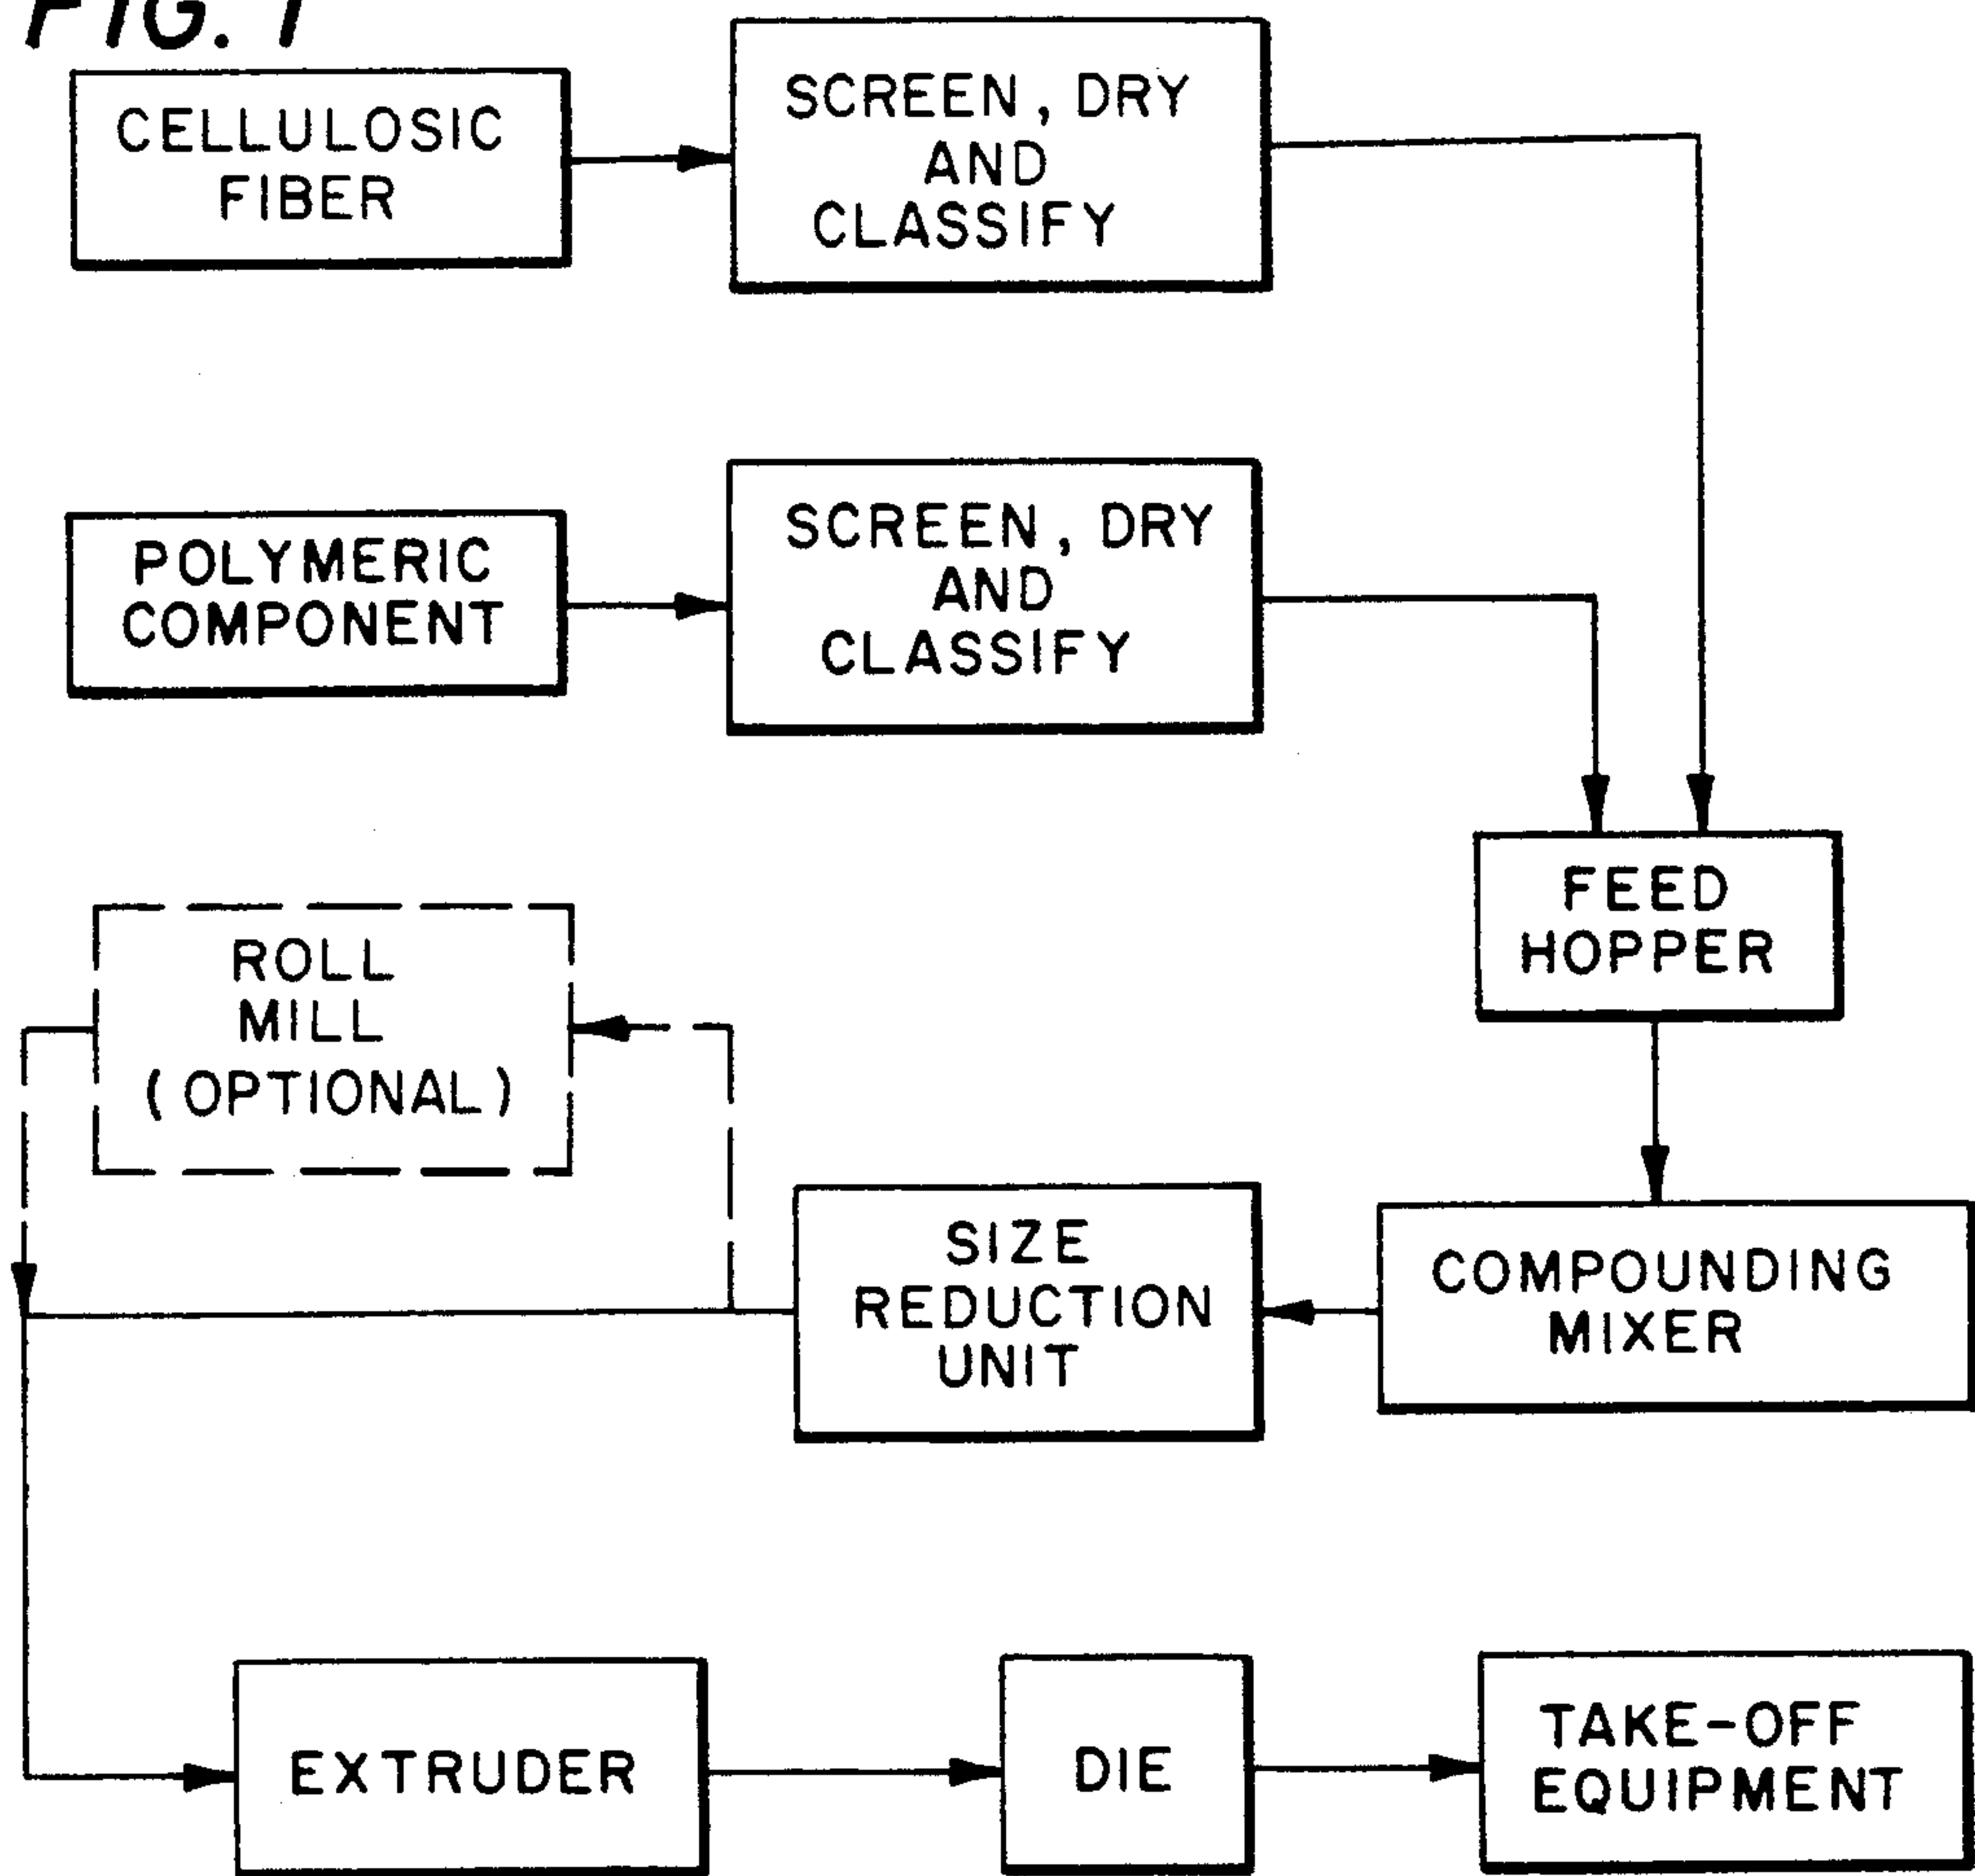 FIG. 1
CELLULOSIC
FIBER
SCREEN, DRY
AND
CLASSIFY
POLYMERIC
COMPONENT
SCREEN, DRY
AND
CLASSIFY
FEED
HOPPER
ROLL
MILL
(OPTIONAL)
SIZE
REDUCTION
UNIT
COMPOUNDING
MIXER
EXTRUDER
DIE
TAKE-OFF
EQUIPMENT